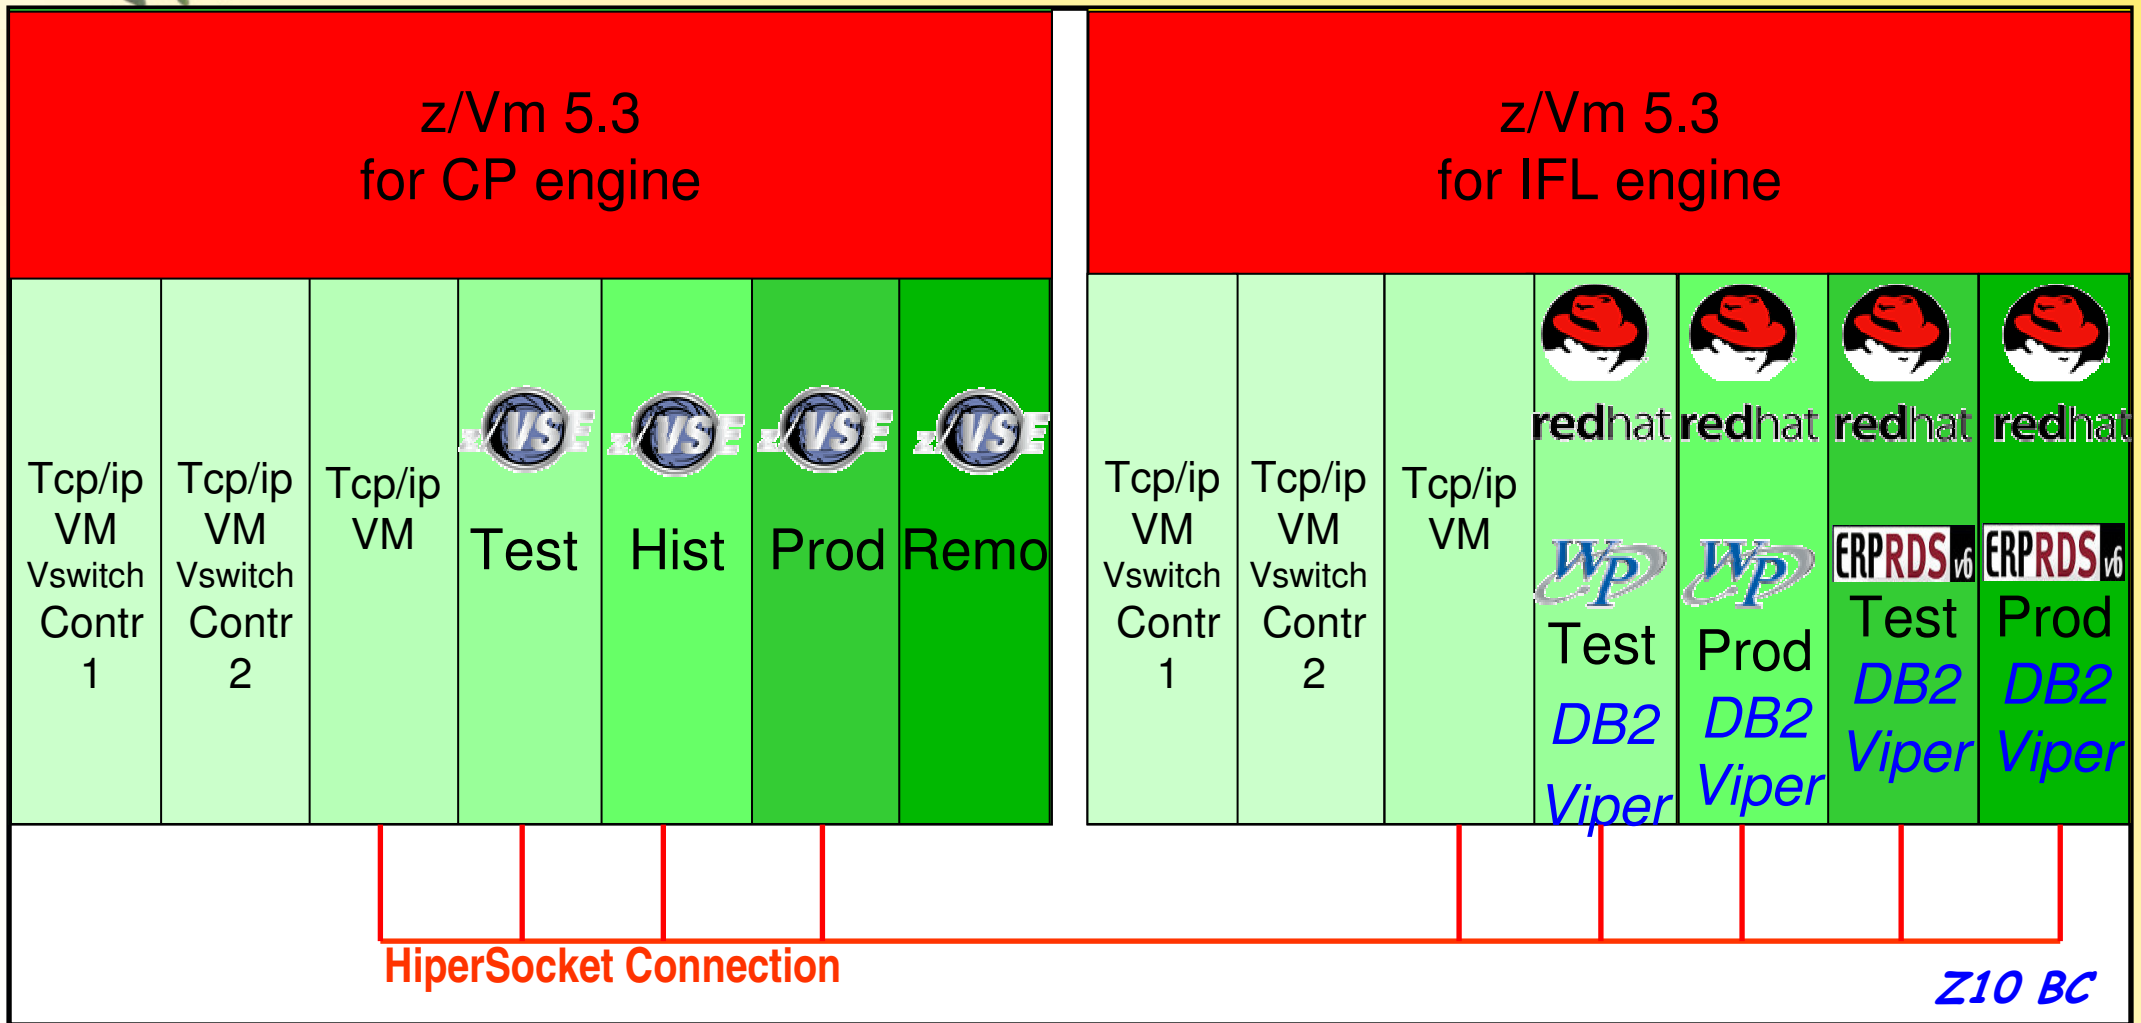 z/Vm 5.3
for CP engine
z/Vm 5.3
for IFL engine
Tcp/ip
VM
Vswitch
Contr
1
Tcp/ip
VM
Vswitch
Contr
2
Tcp/ip
VM
z/VSE
Test
z/VSE
Hist
z/VSE
Prod
z/VSE
Remo
Tcp/ip
VM
Vswitch
Contr
1
Tcp/ip
VM
Vswitch
Contr
2
Tcp/ip
VM
redhat
WP
Test
DB2
Viper
redhat
WP
Prod
DB2
Viper
redhat
ERPRDS v6
Test
DB2
Viper
redhat
ERPRDS v6
Prod
DB2
Viper
HiperSocket Connection
Z10 BC